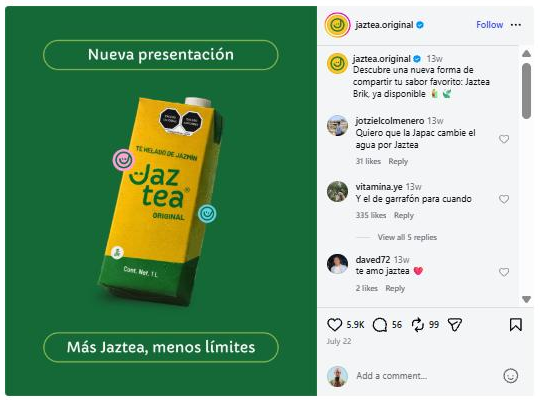 Nueva presentación
TÉ HELADO DE JAZMÍN
Jaz
tea®
ORIGINAL
Cont. Net. 1 L
Más Jaztea, menos límites
jaztea.original
Follow
jaztea.original 13w
Descubre una nueva forma de
compartir tu sabor favorito: Jaztea
Brik, ya disponible
jotzielcolmenero 13w
Quiero que la Japac cambie el
agua por Jaztea
31 likes Reply
vitamina.ye 13w
Y el de garrafón para cuando
335 likes Reply
View all 5 replies
daved72 13w
te amo jaztea
2 likes Reply
5.9K 56 99
July 22
Add a comment...